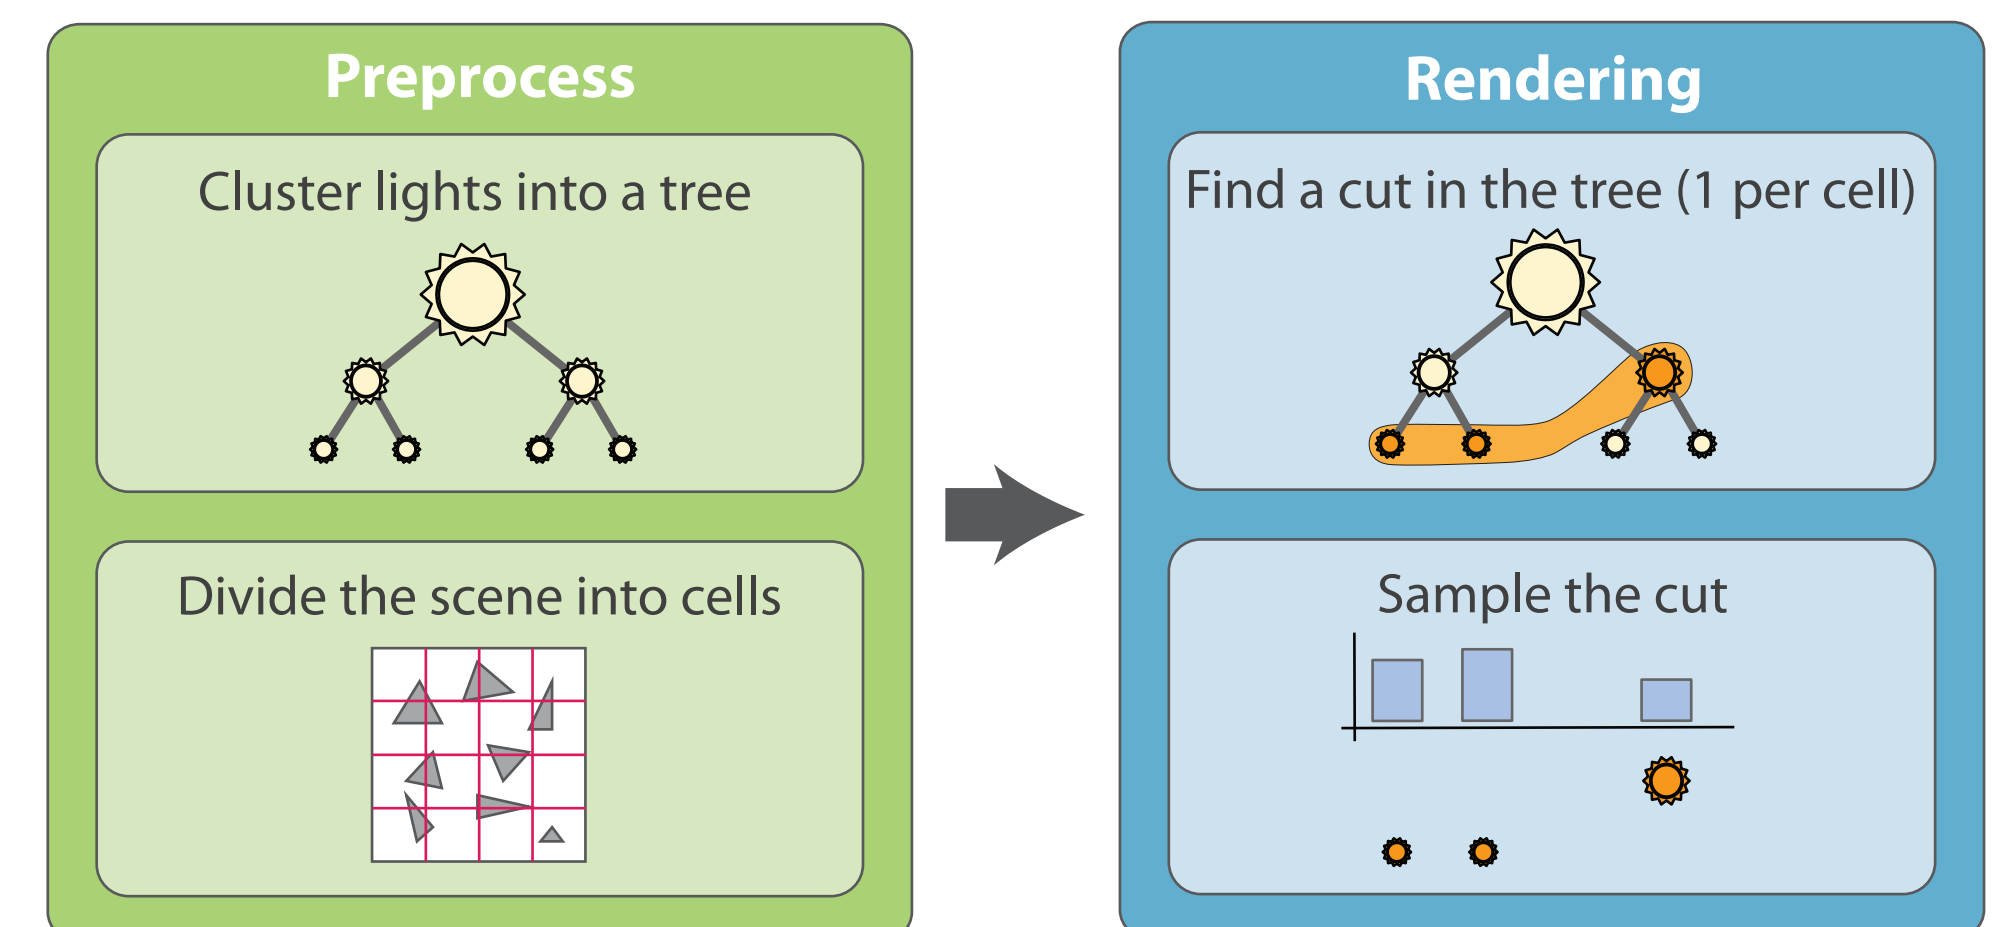 Preprocess
Cluster lights into a tree
Divide the scene into cells
Rendering
Find a cut in the tree (1 per cell)
Sample the cut